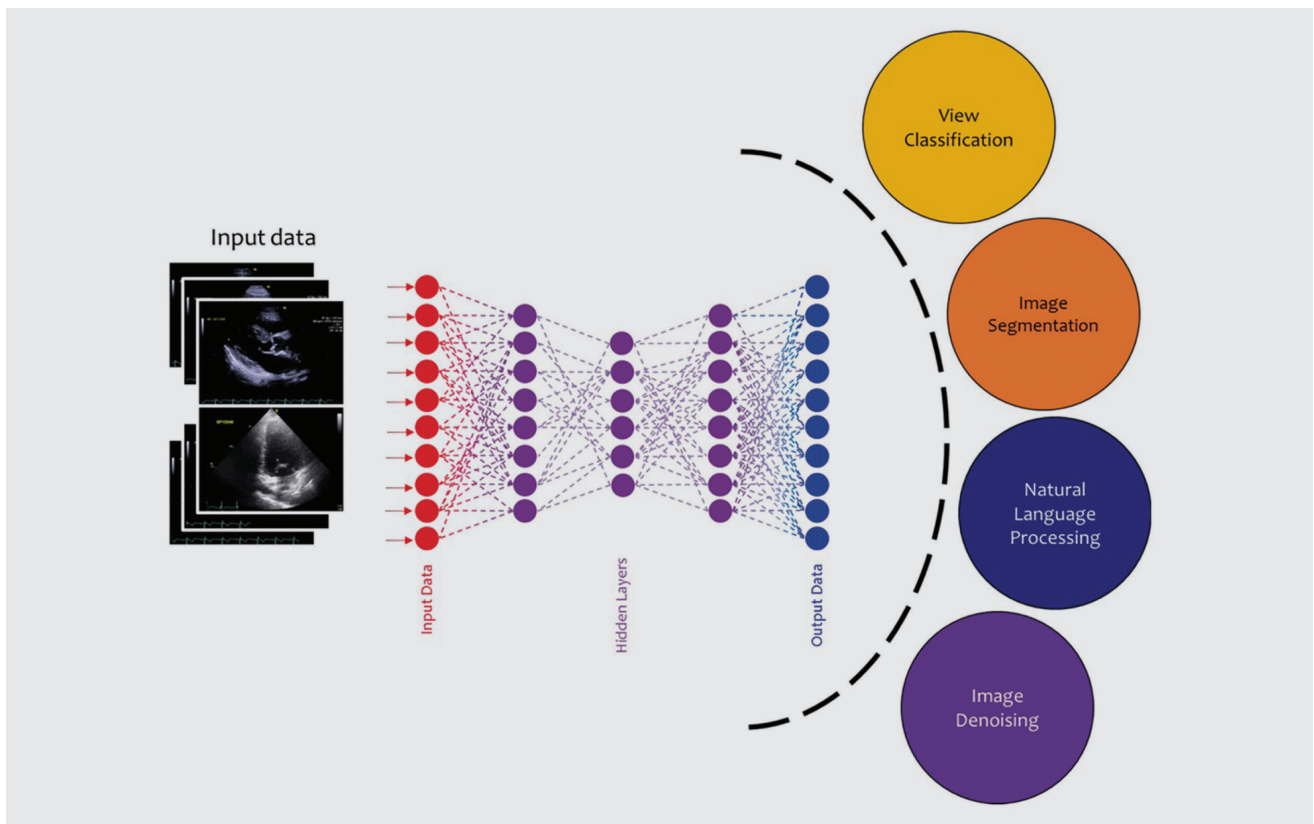 Input data
Input Data
Hidden Layers
Output Data
View
Classification
Image
Segmentation
Natural
Language
Processing
Image
Denoising